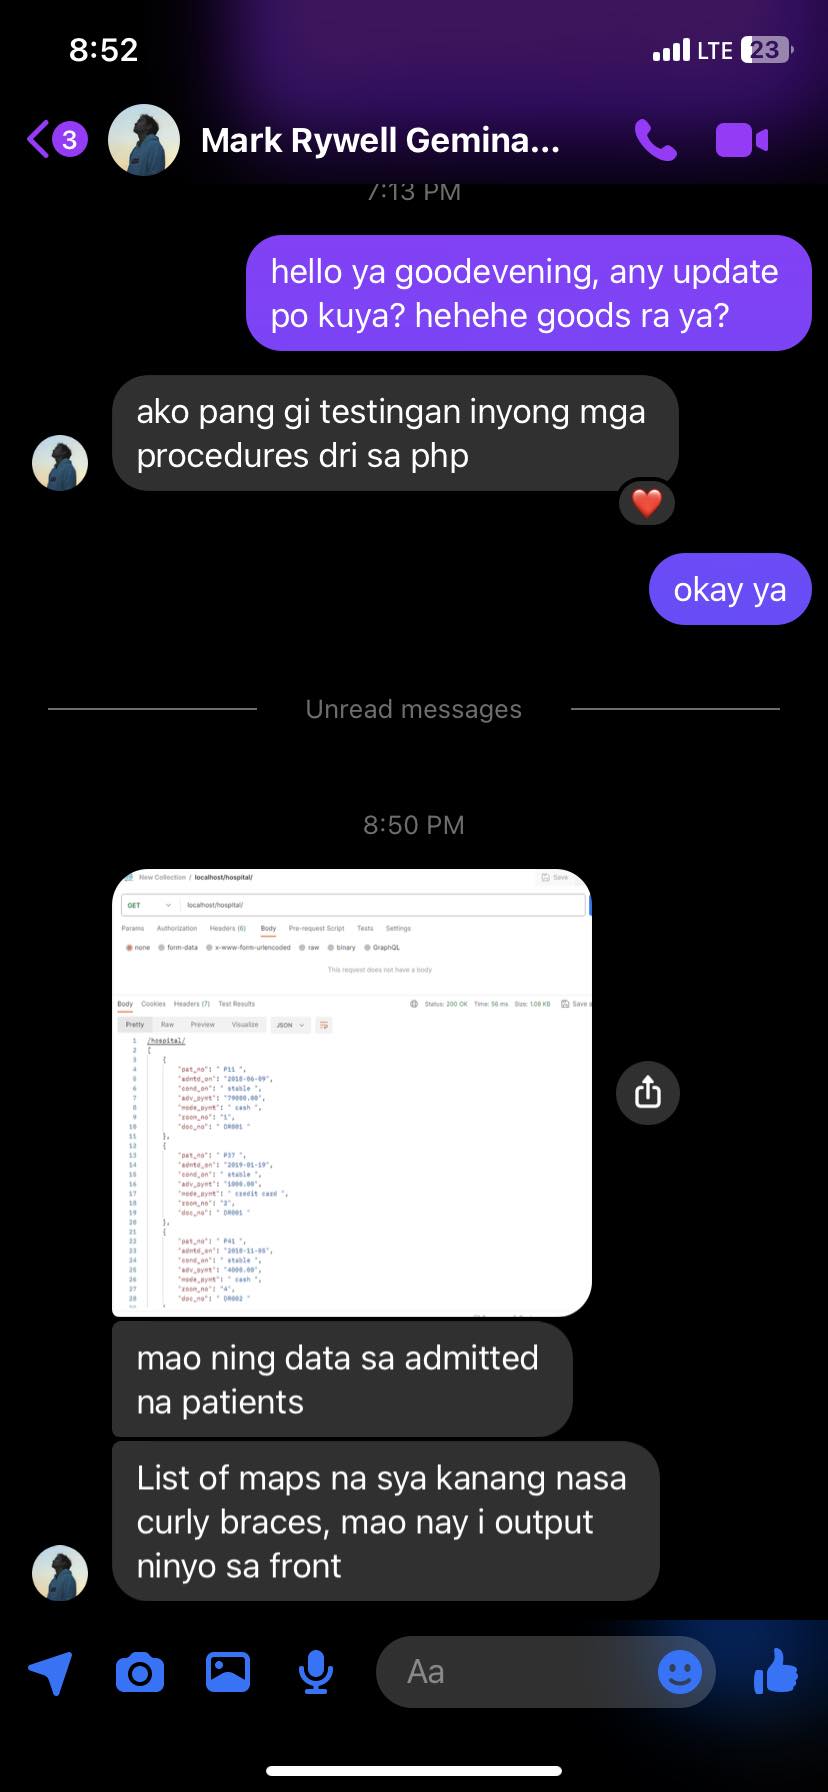 8:52
LTE
23
3
Mark Rywell Gemina...
7:13 PM
hello ya goodevening, any update
po kuya? hehehe goods ra ya?
ako pang gi testingan inyong mga
procedures dri sa php
okay ya
Unread messages
8:50 PM
New Collection / localhost/hospital/
Save
GET
localhost/hospital/
Params Authorization Headers (6) Body Pre-request Script Tests Settings
none form-data x-www-form-urlencoded raw binary GraphQL
This request does not have a body
Body Cookies Headers (7) Test Results
Status: 200 OK Time: 56 ms Size: 1.09 KB Save
Pretty Raw Preview Visualize JSON
1 /hospital/
2 [
3 {
4 "pat_no": " P11 ",
5 "admtd_on": "2018-06-09",
6 "cond_on": " stable ",
7 "adv_pymt": "79000.00",
8 "mode_pymt": " cash ",
9 "room_no": "1",
10 "doc_no": " DR001 "
11 },
12 {
13 "pat_no": " P37 ",
14 "admtd_on": "2019-01-19",
15 "cond_on": " stable ",
16 "adv_pymt": "1000.00",
17 "mode_pymt": " credit card ",
18 "room_no": "2",
19 "doc_no": " DR001 "
20 },
21 {
22 "pat_no": " P41 ",
23 "admtd_on": "2018-11-08",
24 "cond_on": " stable ",
25 "adv_pymt": "4000.00",
26 "mode_pymt": " cash ",
27 "room_no": "4",
28 "doc_no": " DR002 "
mao ning data sa admitted
na patients
List of maps na sya kanang nasa
curly braces, mao nay i output
ninyo sa front
Aa